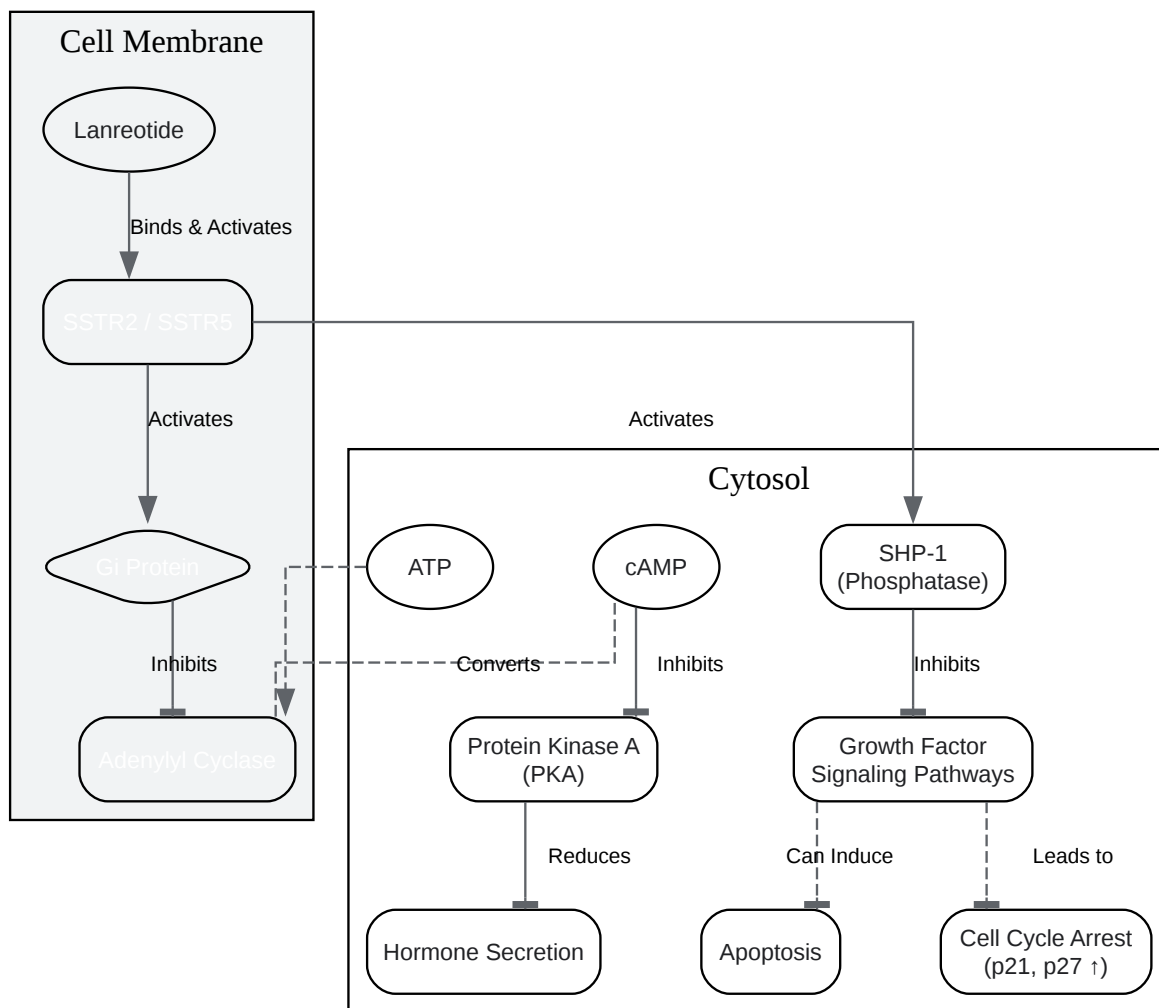 Cell Membrane
Lanreotide
Binds & Activates
SSTR2 / SSTR5
Activates
Activates
Cytosol
Gi Protein
ATP
cAMP
SHP-1
(Phosphatase)
Inhibits
Converts
Inhibits
Inhibits
Adenylyl Cyclase
Protein Kinase A
(PKA)
Growth Factor
Signaling Pathways
Reduces
Can Induce
Leads to
Hormone Secretion
Apoptosis
Cell Cycle Arrest
(p21, p27 ↑)